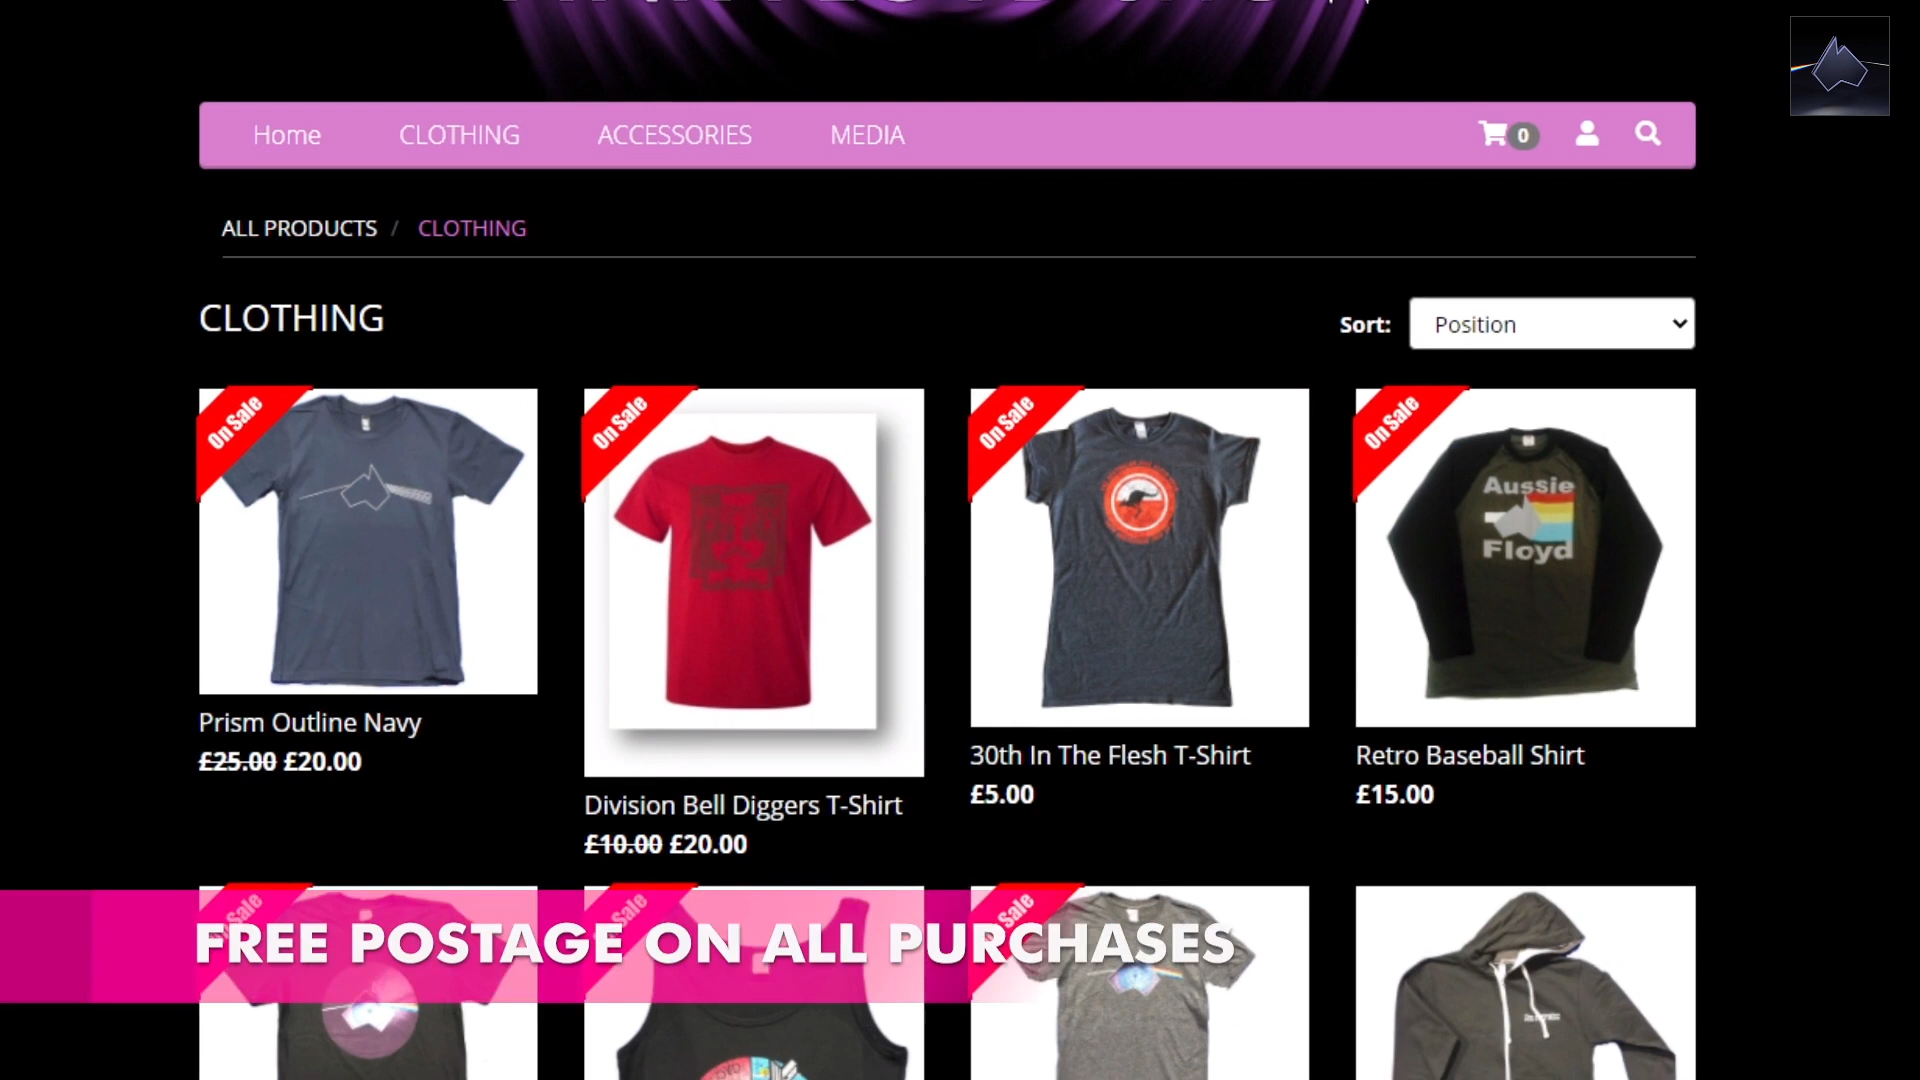 Home CLOTHING ACCESSORIES MEDIA 0
ALL PRODUCTS / CLOTHING
CLOTHING
Sort: Position
On Sale
On Sale
On Sale
On Sale
Aussie
Floyd
Prism Outline Navy
£25.00 £20.00
Division Bell Diggers T-Shirt
£10.00 £20.00
30th In The Flesh T-Shirt
£5.00
Retro Baseball Shirt
£15.00
Sale
Sale
Sale
FREE POSTAGE ON ALL PURCHASES